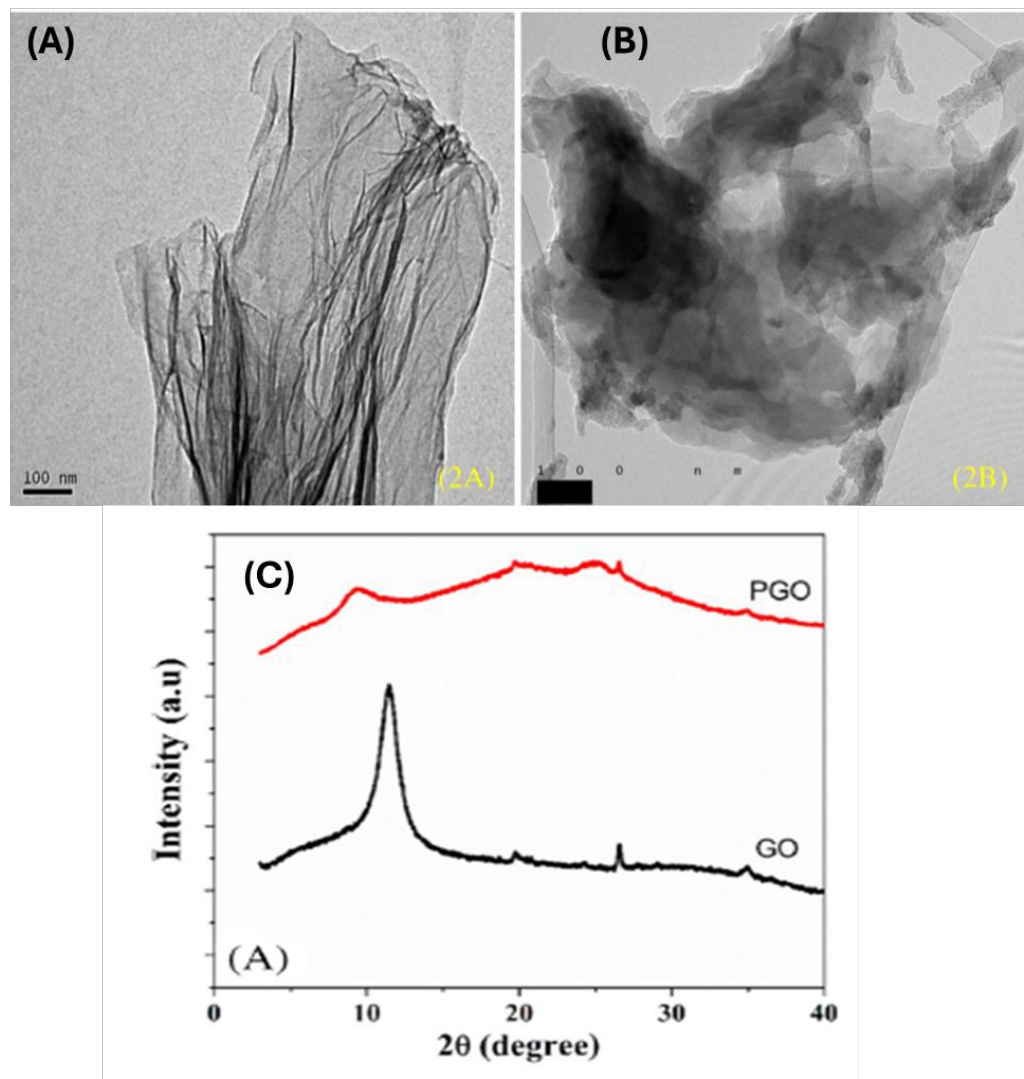 (A)
(B)
100 nm
(2A)
1 0 0 n m
(2B)
(C)
PGO
GO
(A)
Intensity (a.u)
0 10 20 30 40
2θ (degree)